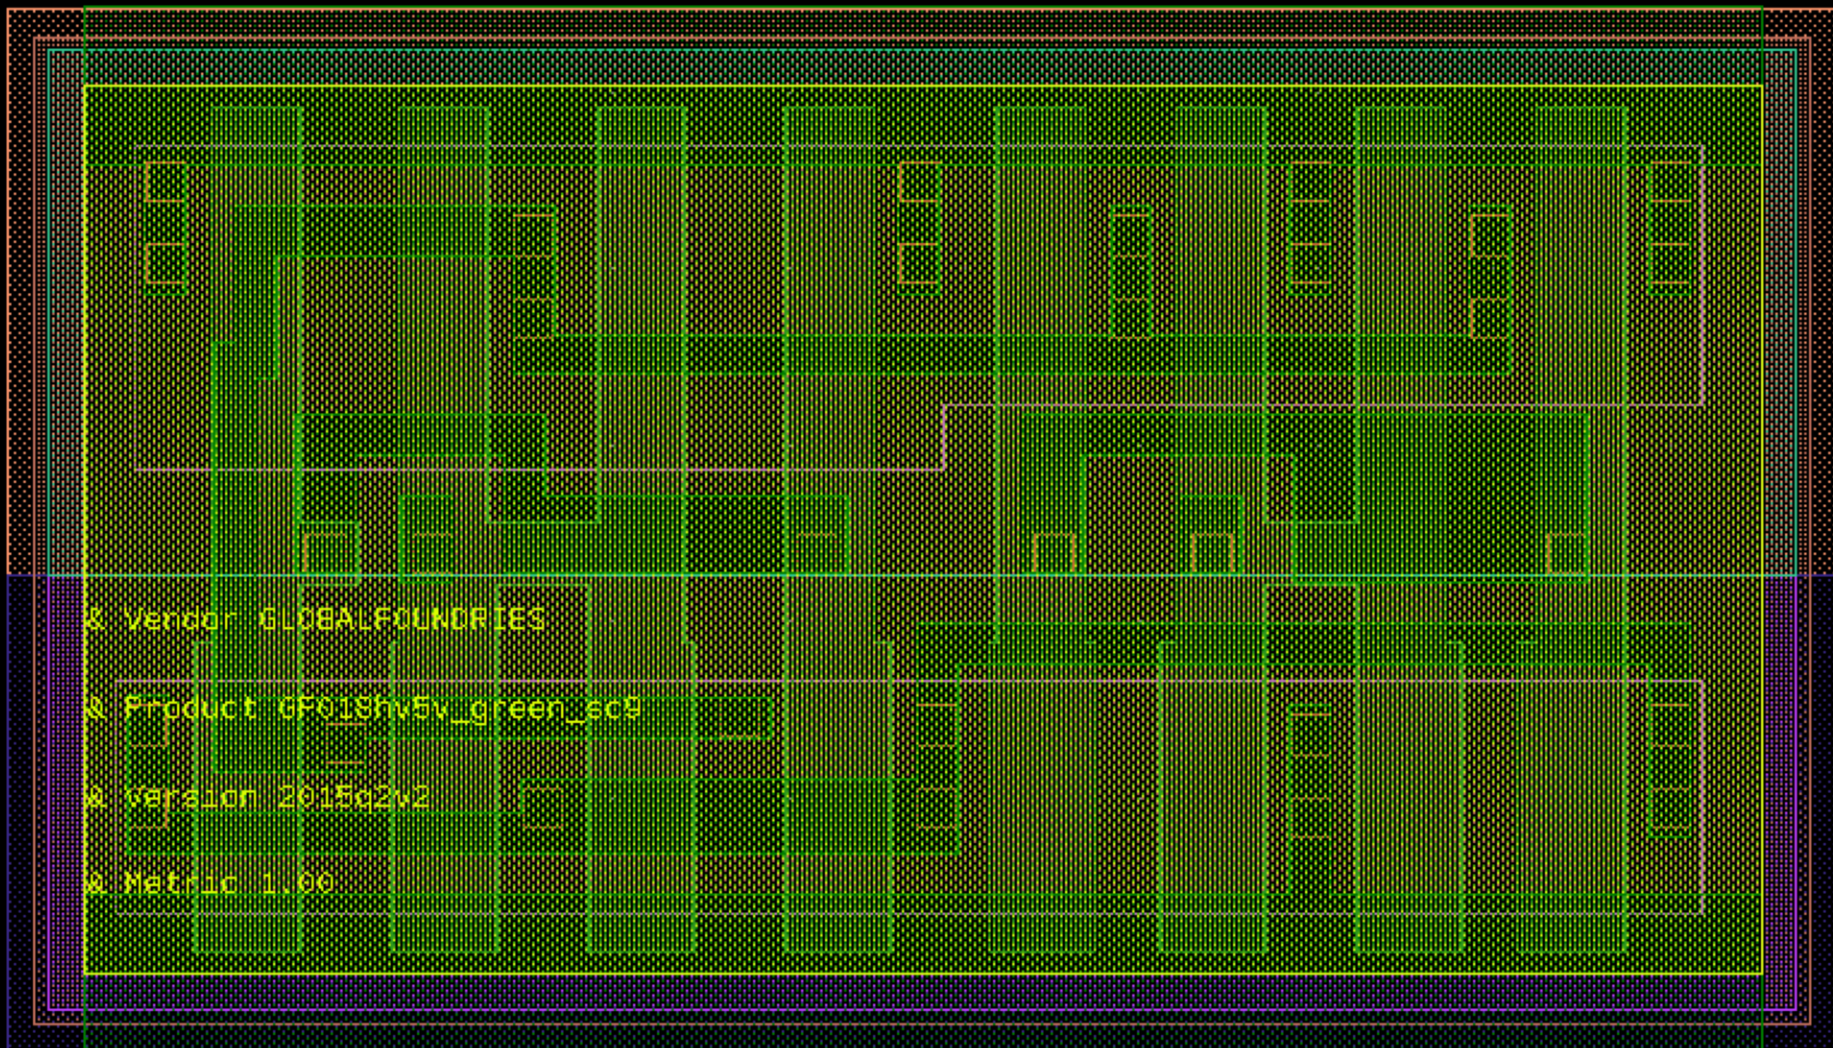 & Vendor GLOBALFOUNDRIES
& Product GF018hv5v_green_sc9
& Version 2015q2v2
& Metric 1.00